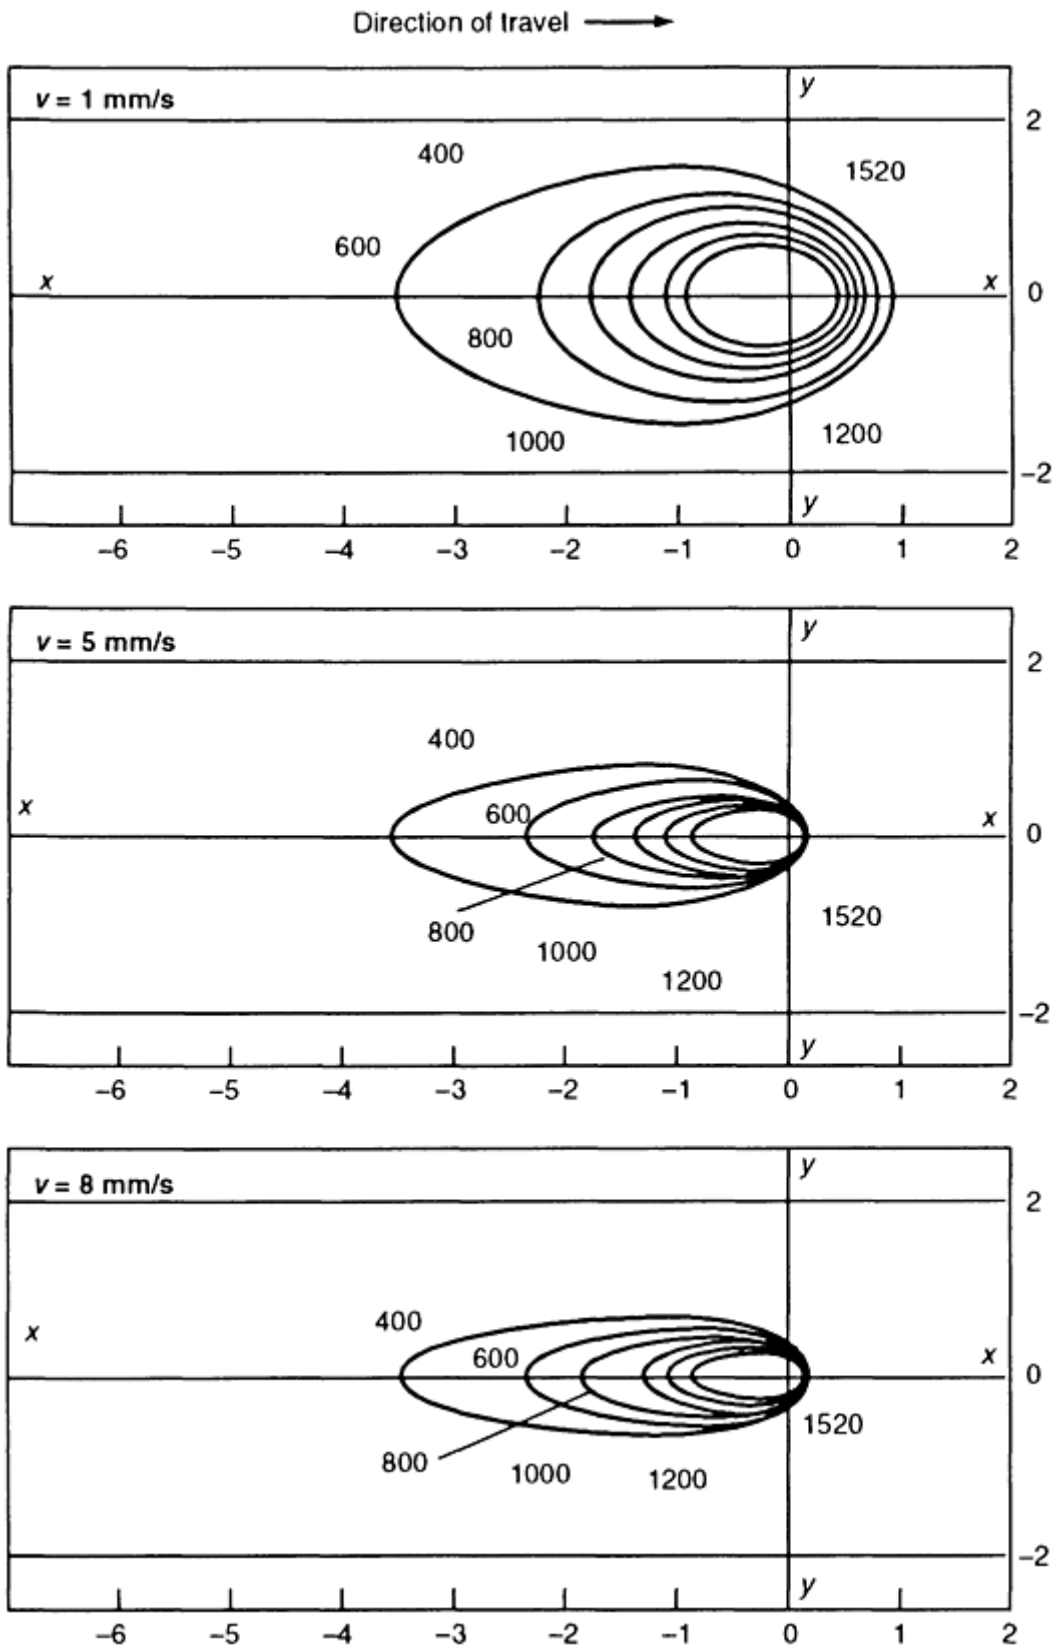 Direction of travel
v = 1 mm/s
y
2
400
1520
600
x
x
0
800
1000
1200
-2
y
-6 -5 -4 -3 -2 -1 0 1 2
v = 5 mm/s
y
2
400
x
600
x
0
800
1520
1000
1200
-2
y
-6 -5 -4 -3 -2 -1 0 1 2
v = 8 mm/s
y
2
400
x
600
x
0
1520
800
1000
1200
-2
y
-6 -5 -4 -3 -2 -1 0 1 2